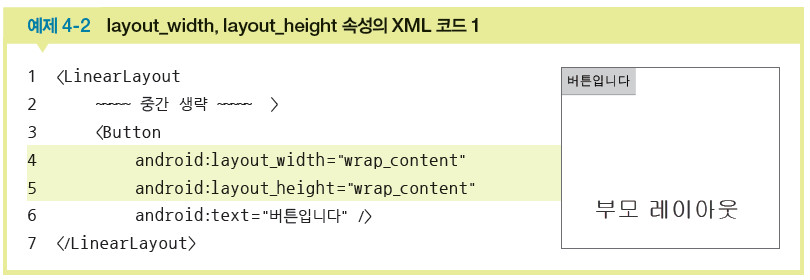 예제 4-2 layout_width, layout_height 속성의 XML 코드 1
1 <LinearLayout
2 ~~~~~ 중간 생략 ~~~~~ >
3 <Button
4 android:layout_width="wrap_content"
5 android:layout_height="wrap_content"
6 android:text="버튼입니다" />
7 </LinearLayout>
버튼입니다
부모 레이아웃